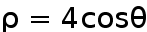 ρ = 4cosθ